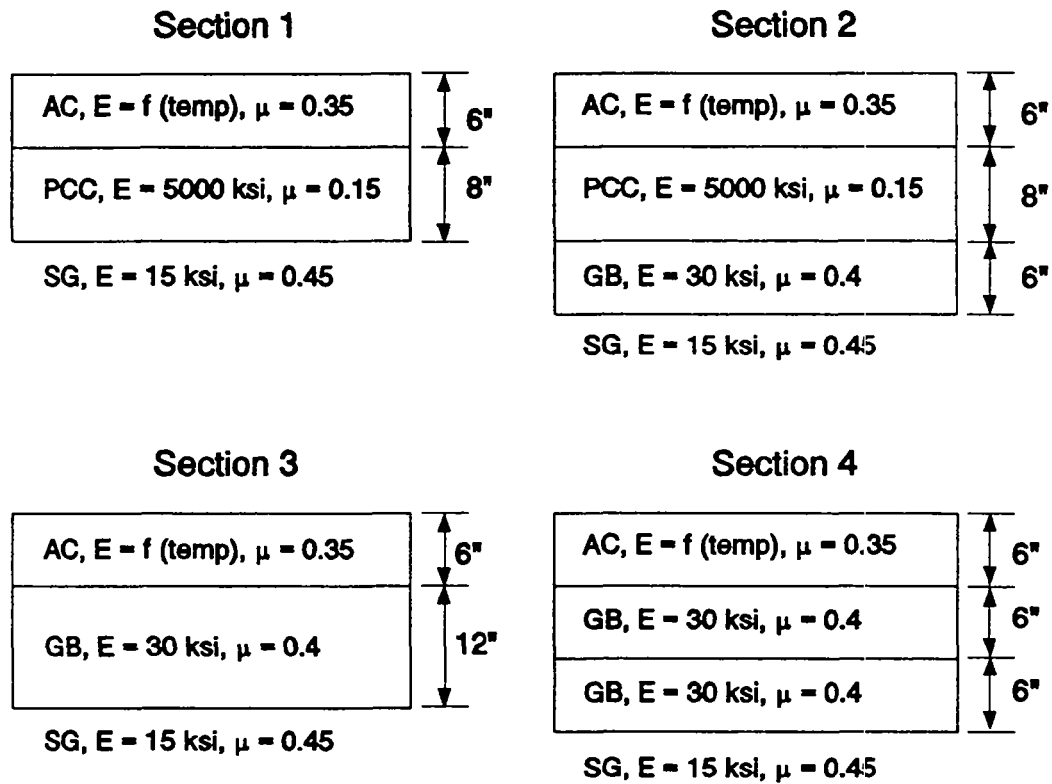 Section 1
AC, E = f (temp), μ = 0.35
6"
PCC, E = 5000 ksi, μ = 0.15
8"
SG, E = 15 ksi, μ = 0.45
Section 2
AC, E = f (temp), μ = 0.35
6"
PCC, E = 5000 ksi, μ = 0.15
8"
GB, E = 30 ksi, μ = 0.4
6"
SG, E = 15 ksi, μ = 0.45
Section 3
AC, E = f (temp), μ = 0.35
6"
GB, E = 30 ksi, μ = 0.4
12"
SG, E = 15 ksi, μ = 0.45
Section 4
AC, E = f (temp), μ = 0.35
6"
GB, E = 30 ksi, μ = 0.4
6"
GB, E = 30 ksi, μ = 0.4
6"
SG, E = 15 ksi, μ = 0.45